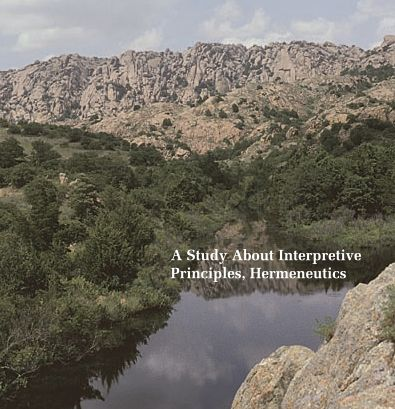 A Study About Interpretive
Principles, Hermeneutics